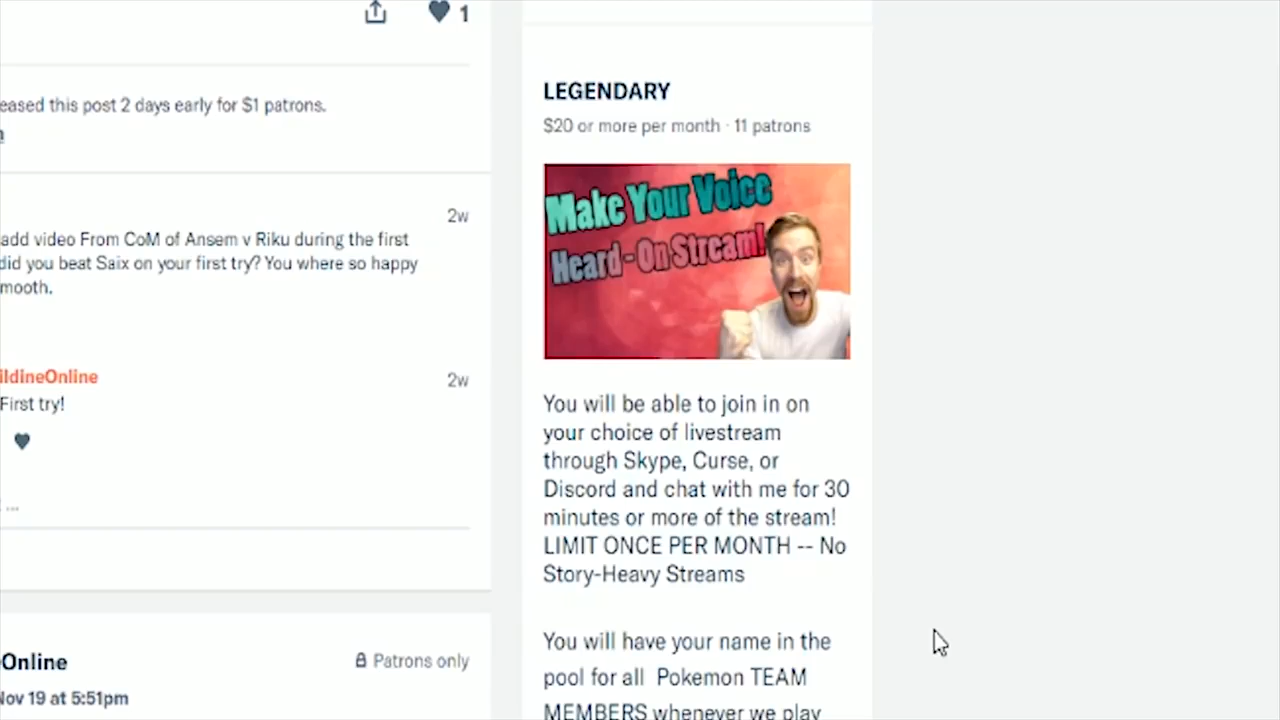 1
eased this post 2 days early for $1 patrons.
2w
add video From CoM of Ansem v Riku during the first
did you beat Saix on your first try? You where so happy
mooth.
ildineOnline
2w
First try!
...
Online
Patrons only
Nov 19 at 5:51pm
LEGENDARY
$20 or more per month · 11 patrons
Make Your Voice
Heard - On Stream!
You will be able to join in on
your choice of livestream
through Skype, Curse, or
Discord and chat with me for 30
minutes or more of the stream!
LIMIT ONCE PER MONTH -- No
Story-Heavy Streams
You will have your name in the
pool for all Pokemon TEAM
MEMBERS whenever we play